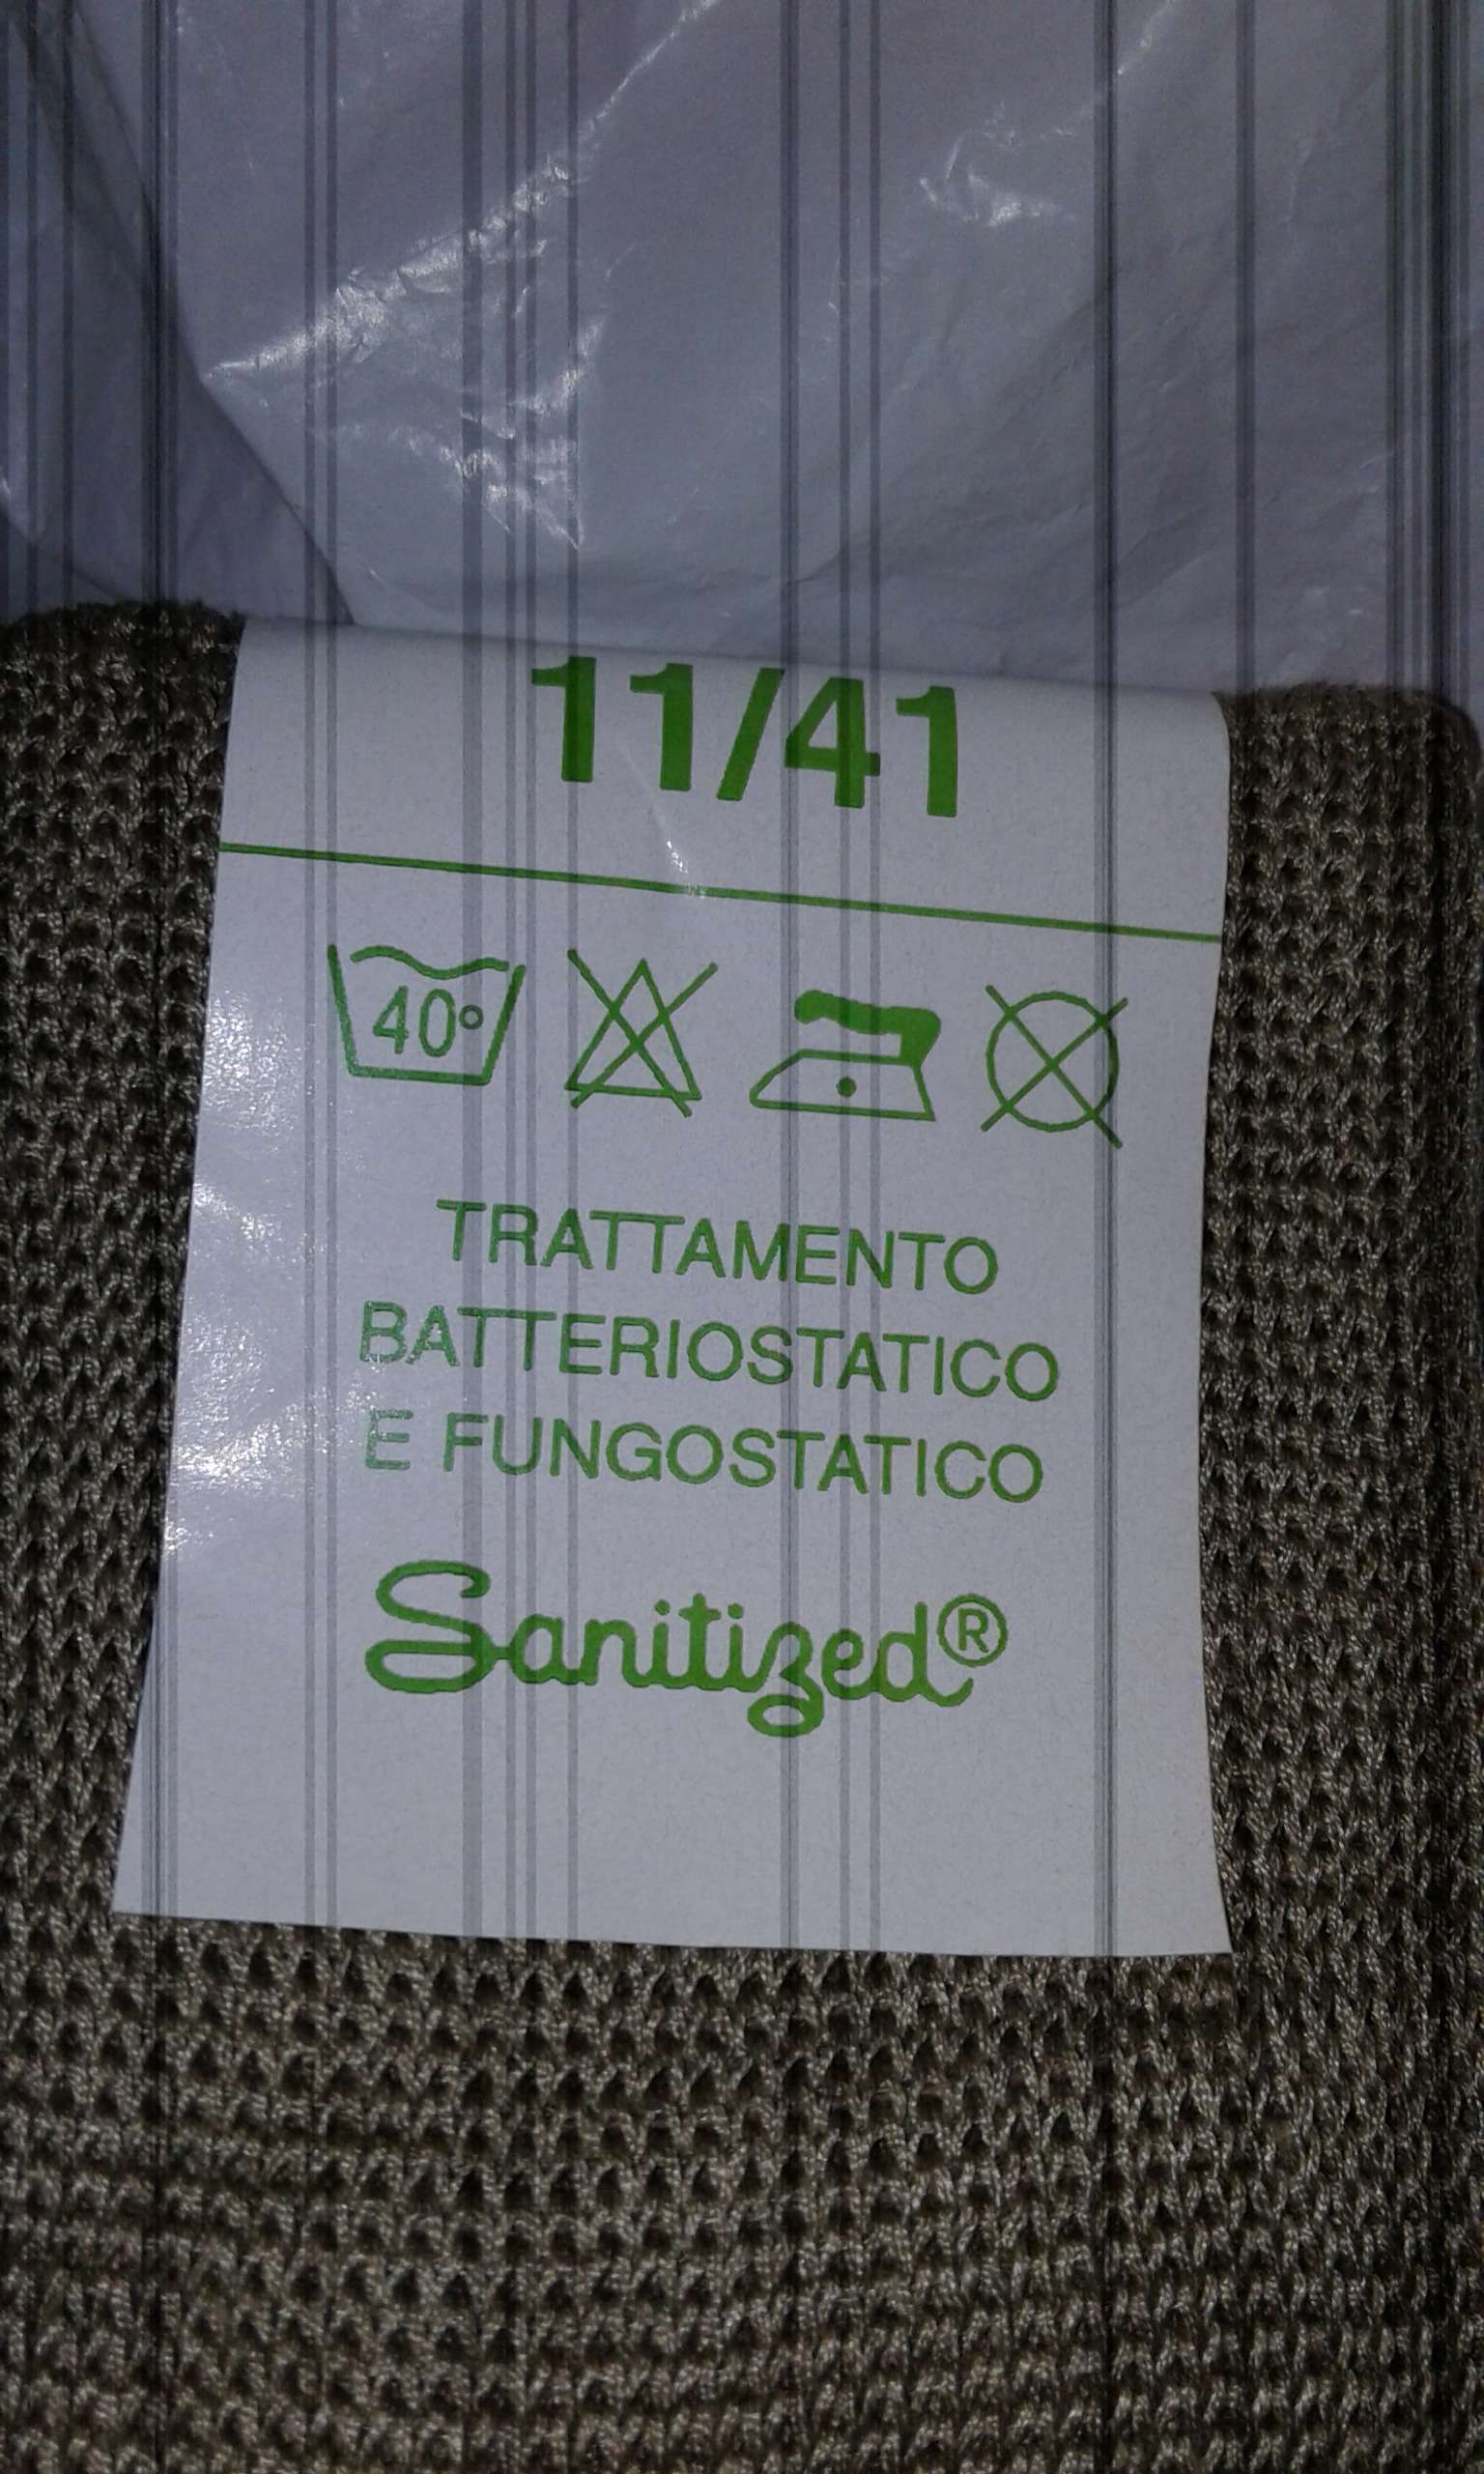 11/41
40°
TRATTAMENTO
BATTERIOSTATICO
E FUNGOSTATICO
Sanitized®